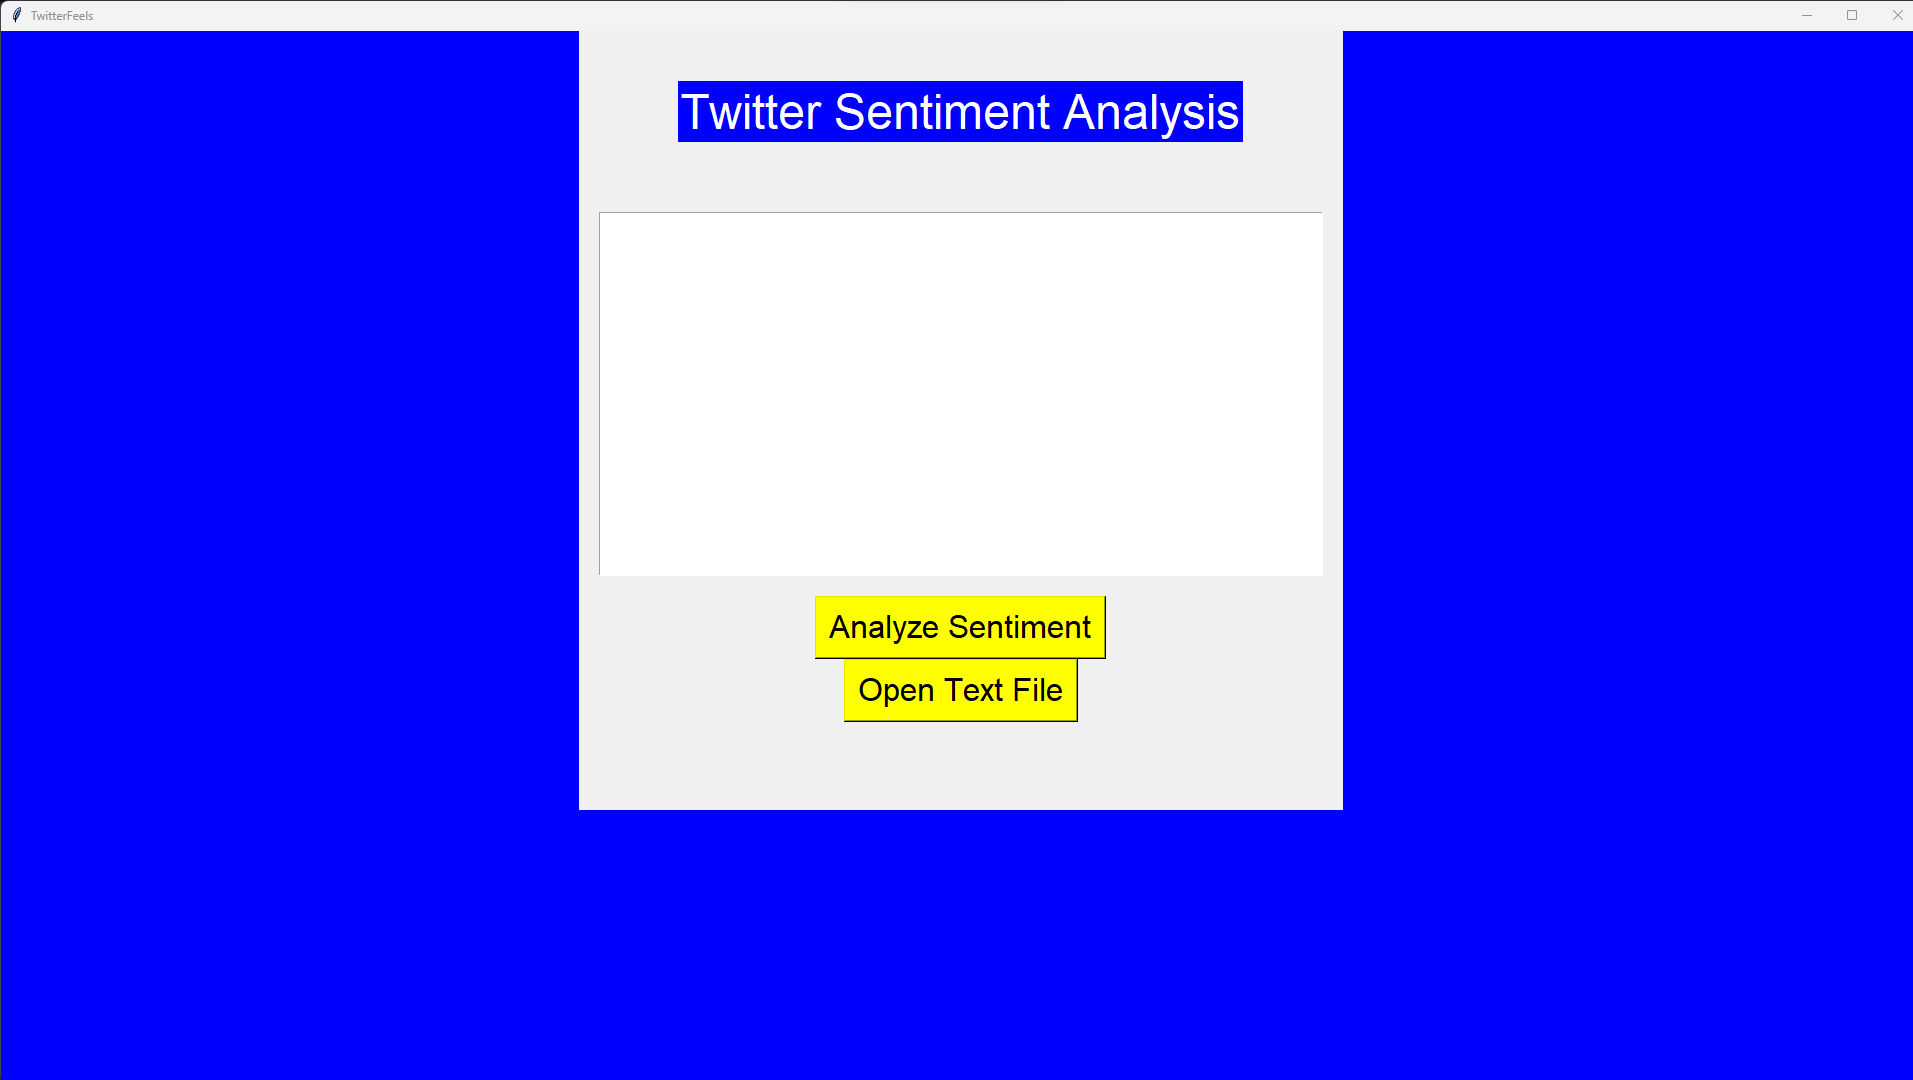 TwitterFeels
Twitter Sentiment Analysis
Analyze Sentiment
Open Text File